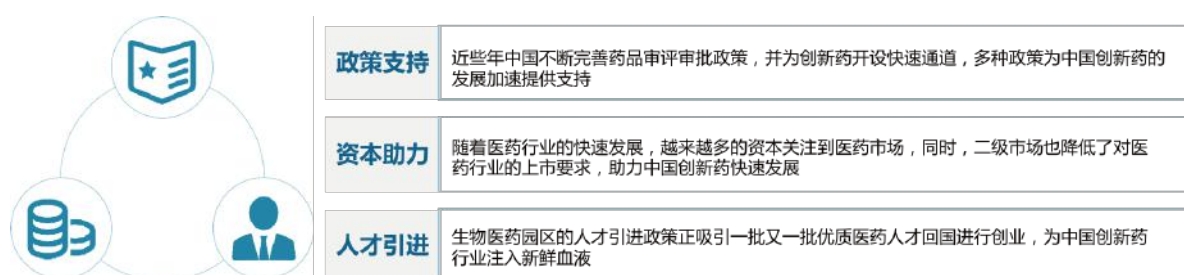 政策支持
近些年中国不断完善药品审评审批政策，并为创新药开设快速通道，多种政策为中国创新药的
发展加速提供支持
资本助力
随着医药行业的快速发展，越来越多的资本关注到医药市场，同时，二级市场也降低了对医
药行业的上市要求，助力中国创新药快速发展
人才引进
生物医药园区的人才引进政策正吸引一批又一批优质医药人才回国进行创业，为中国创新药
行业注入新鲜血液